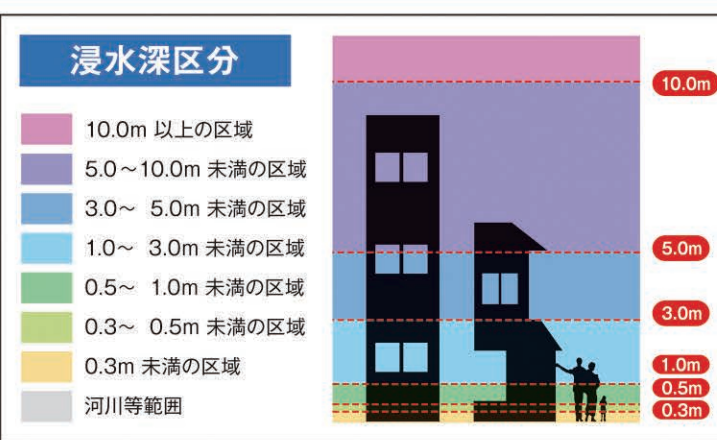 浸水深区分
10.0m 以上の区域
5.0～10.0m 未満の区域
3.0～ 5.0m 未満の区域
1.0～ 3.0m 未満の区域
0.5～ 1.0m 未満の区域
0.3～ 0.5m 未満の区域
0.3m 未満の区域
河川等範囲
10.0m
5.0m
3.0m
1.0m
0.5m
0.3m